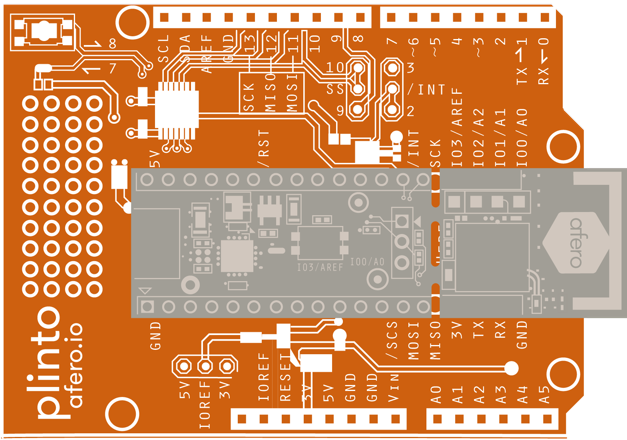 8
7
SCL
SDA
AREF
GND
13
12
11
10
9
8
7
~6
~5
4
~3
2
TX 1
RX 0
SCK
MISO
MOSI
10
SS
9
3
/INT
2
5V
/RST
/INT
SCK
IO3/AREF
IO2/A2
IO1/A1
IO0/A0
IO3/AREF
IO0/A0
afero
GND
/SCS
MOSI
MISO
3V
TX
RX
GND
plinto
afero.io
5V
IOREF
3V
IOREF
RESET
3V
5V
GND
GND
VIN
A0
A1
A2
A3
A4
A5